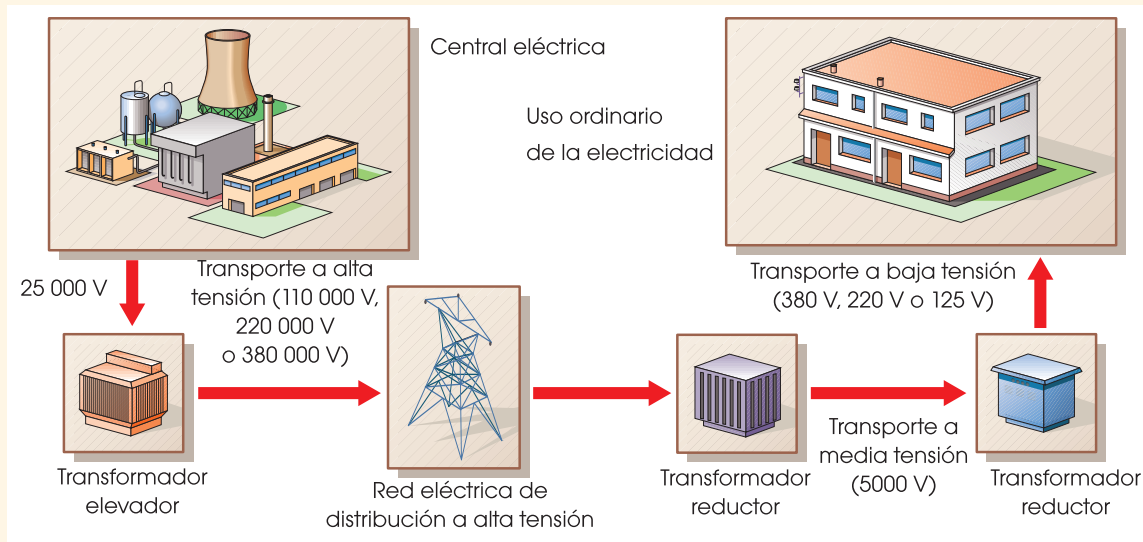 Central eléctrica
Uso ordinario
de la electricidad
25 000 V
Transporte a alta
tensión (110 000 V,
220 000 V
o 380 000 V)
Transporte a baja tensión
(380 V, 220 V o 125 V)
Transformador
elevador
Red eléctrica de
distribución a alta tensión
Transformador
reductor
Transporte a
media tensión
(5000 V)
Transformador
reductor